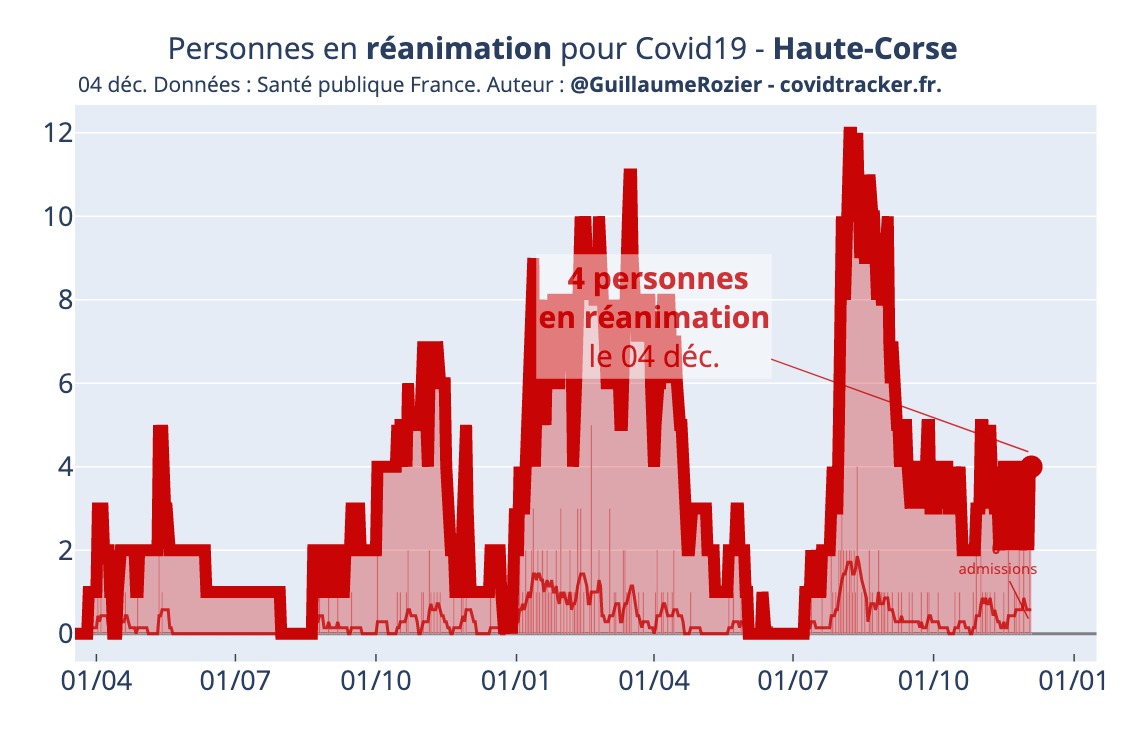 Personnes en réanimation pour Covid19 - Haute-Corse
04 déc. Données : Santé publique France. Auteur : @GuillaumeRozier - covidtracker.fr.
12
10
8
6
4
2
0
4 personnes
en réanimation
le 04 déc.
admissions
01/04
01/07
01/10
01/01
01/04
01/07
01/10
01/01